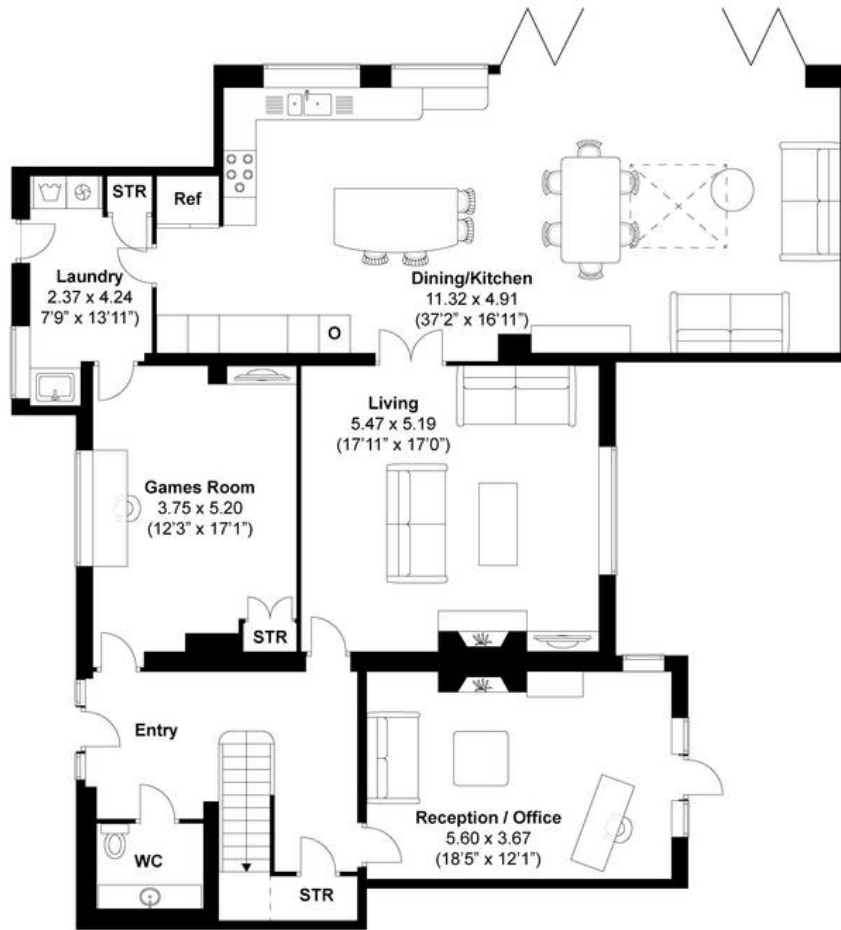 STR
Ref
Laundry
2.37 x 4.24
7'9" x 13'11")
Dining/Kitchen
11.32 x 4.91
(37'2" x 16'11")
Living
5.47 x 5.19
(17'11" x 17'0")
Games Room
3.75 x 5.20
(12'3" x 17'1")
STR
Entry
Reception / Office
5.60 x 3.67
(18'5" x 12'1")
WC
STR